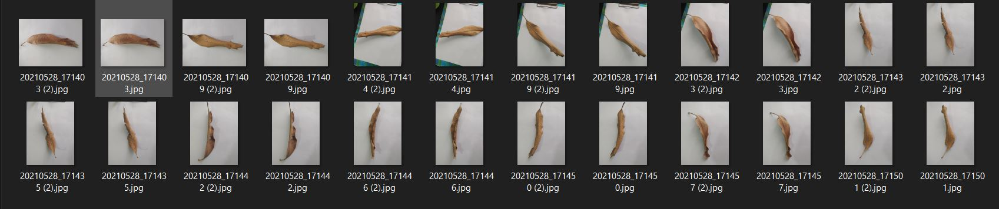 20210528_17140
3 (2).jpg
20210528_17140
3.jpg
20210528_17140
9 (2).jpg
20210528_17140
9.jpg
20210528_17141
4 (2).jpg
20210528_17141
4.jpg
20210528_17141
9 (2).jpg
20210528_17141
9.jpg
20210528_17142
3 (2).jpg
20210528_17142
3.jpg
20210528_17143
2 (2).jpg
20210528_17143
2.jpg
20210528_17143
5 (2).jpg
20210528_17143
5.jpg
20210528_17144
2 (2).jpg
20210528_17144
2.jpg
20210528_17144
6 (2).jpg
20210528_17144
6.jpg
20210528_17145
0 (2).jpg
20210528_17145
0.jpg
20210528_17145
7 (2).jpg
20210528_17145
7.jpg
20210528_17150
1 (2).jpg
20210528_17150
1.jpg